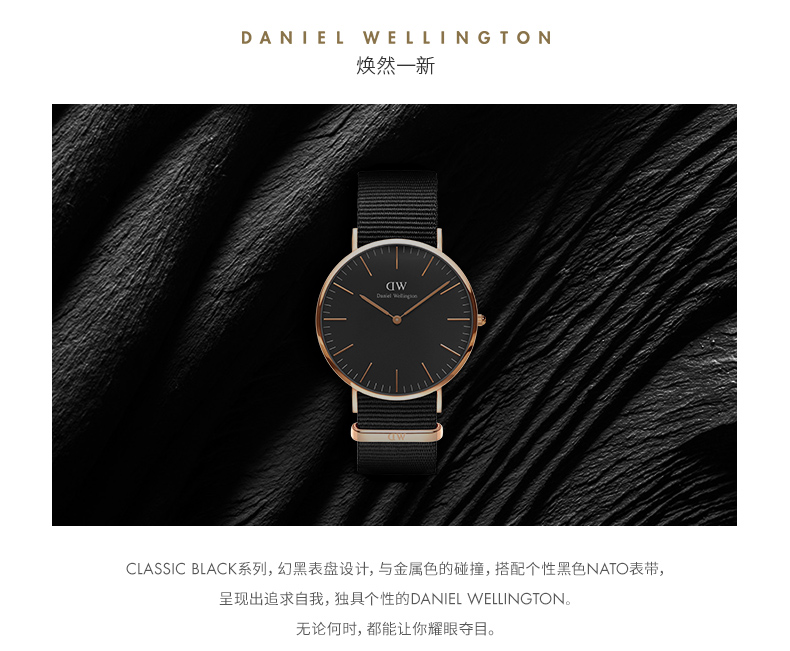 DANIEL WELLINGTON
焕然一新
DW
Daniel Wellington
DW
CLASSIC BLACK系列，幻黑表盘设计，与金属色的碰撞，搭配个性黑色NATO表带，
呈现出追求自我，独具个性的DANIEL WELLINGTON。
无论何时，都能让你耀眼夺目。